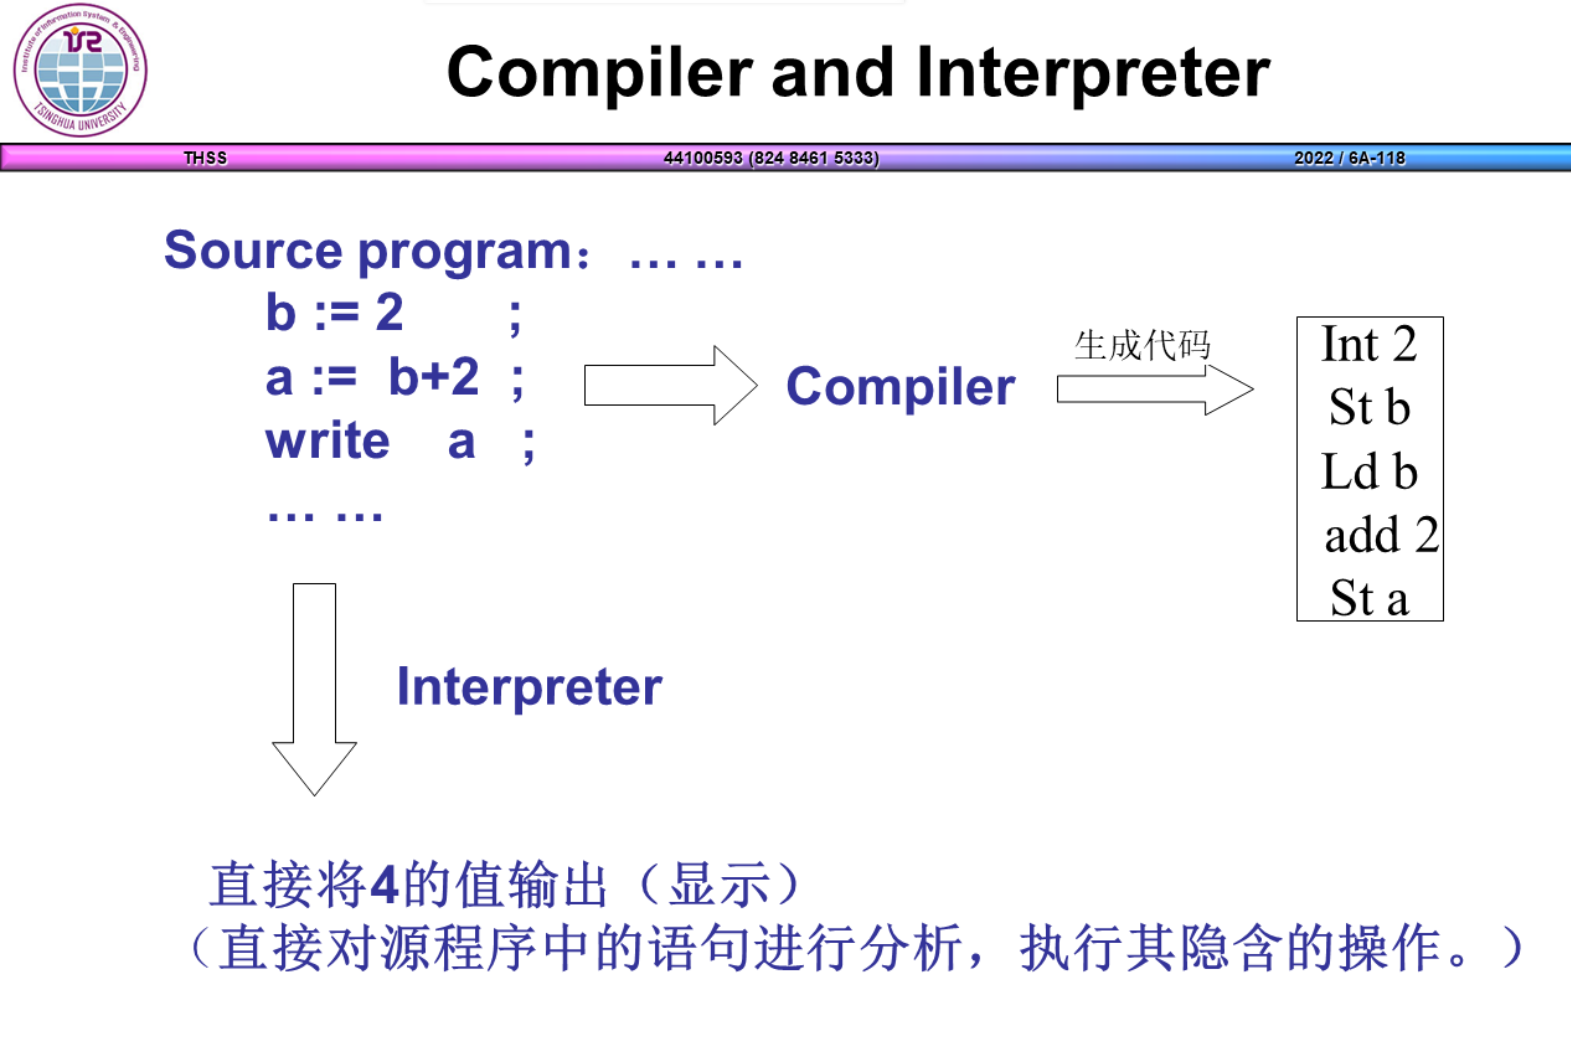 Institute of Information System & Engineering
TSINGHUA UNIVERSITY
Compiler and Interpreter
THSS 44100593 (824 8461 5333) 2022 / 6A-118
Source program： … …
b := 2 ;
a := b+2 ;
write a ;
… …
Compiler
生成代码
Int 2
St b
Ld b
add 2
St a
Interpreter
直接将4的值输出（显示）
（直接对源程序中的语句进行分析，执行其隐含的操作。）